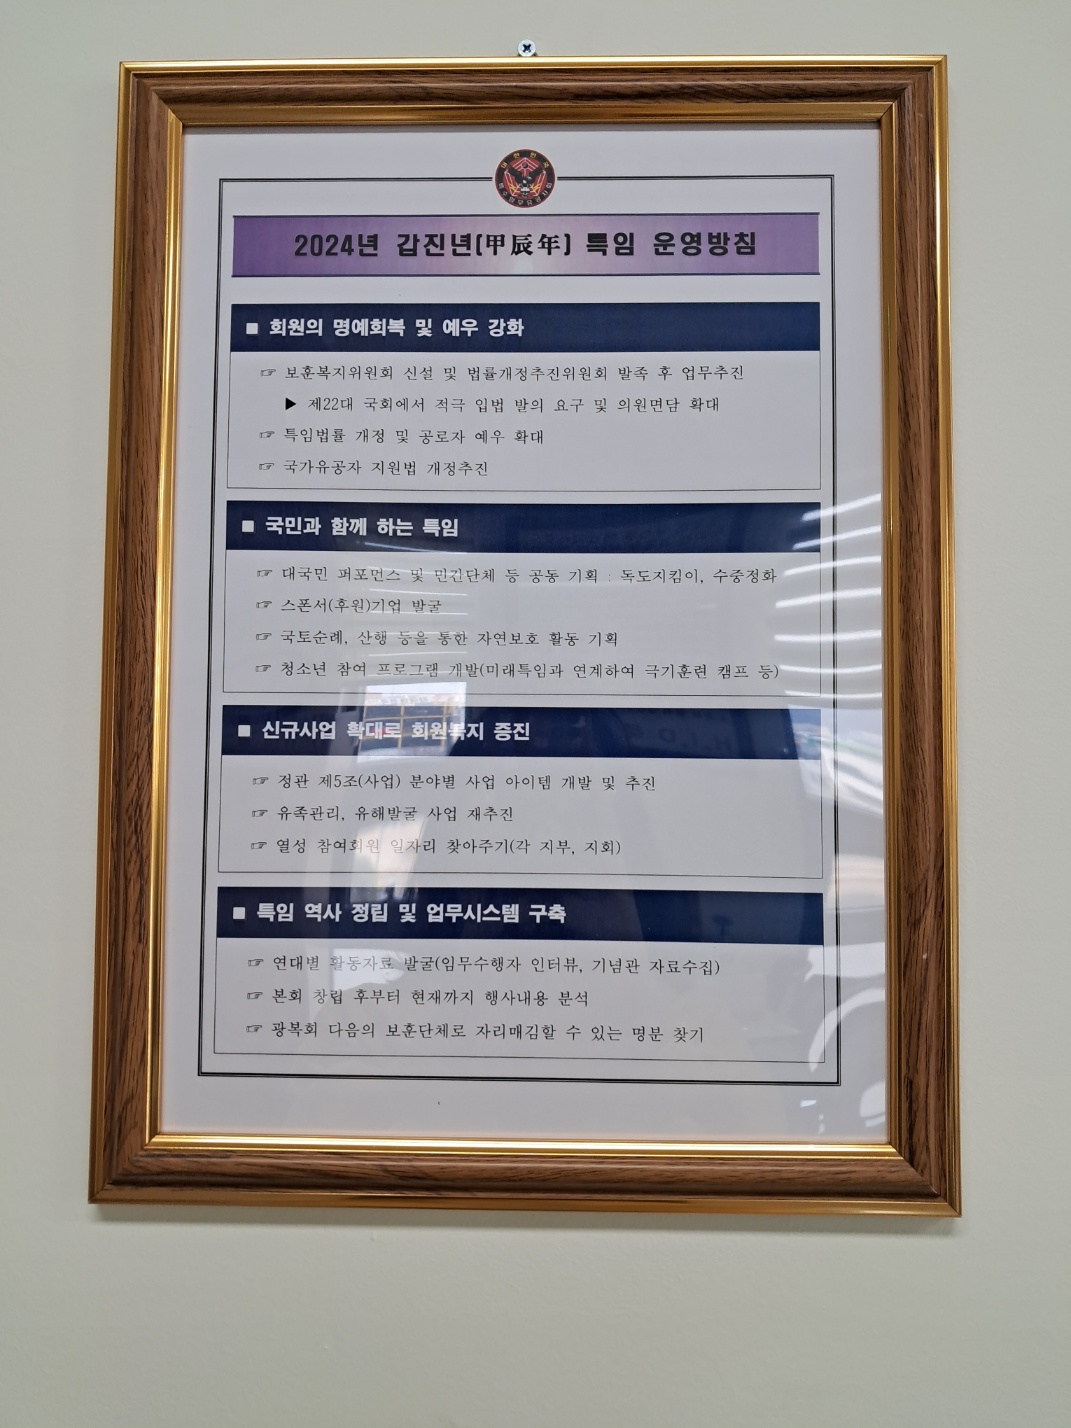 대한민국
특수임무유공자회
2024년 갑진년(甲辰年) 특임 운영방침
■ 회원의 명예회복 및 예우 강화
☞ 보훈복지위원회 신설 및 법률개정추진위원회 발족 후 업무추진
▶ 제22대 국회에서 적극 입법 발의 요구 및 의원면담 확대
☞ 특임법률 개정 및 공로자 예우 확대
☞ 국가유공자 지원법 개정추진
■ 국민과 함께 하는 특임
☞ 대국민 퍼포먼스 및 민간단체 등 공동 기획 : 독도지킴이, 수중정화
☞ 스폰서(후원)기업 발굴
☞ 국토순례, 산행 등을 통한 자연보호 활동 기획
☞ 청소년 참여 프로그램 개발(미래특임과 연계하여 극기훈련 캠프 등)
■ 신규사업 확대로 회원복지 증진
☞ 정관 제5조(사업) 분야별 사업 아이템 개발 및 추진
☞ 유족관리, 유해발굴 사업 재추진
☞ 열성 참여회원 일자리 찾아주기(각 지부, 지회)
■ 특임 역사 정립 및 업무시스템 구축
☞ 연대별 활동자료 발굴(임무수행자 인터뷰, 기념관 자료수집)
☞ 본회 창립 후부터 현재까지 행사내용 분석
☞ 광복회 다음의 보훈단체로 자리매김할 수 있는 명분 찾기